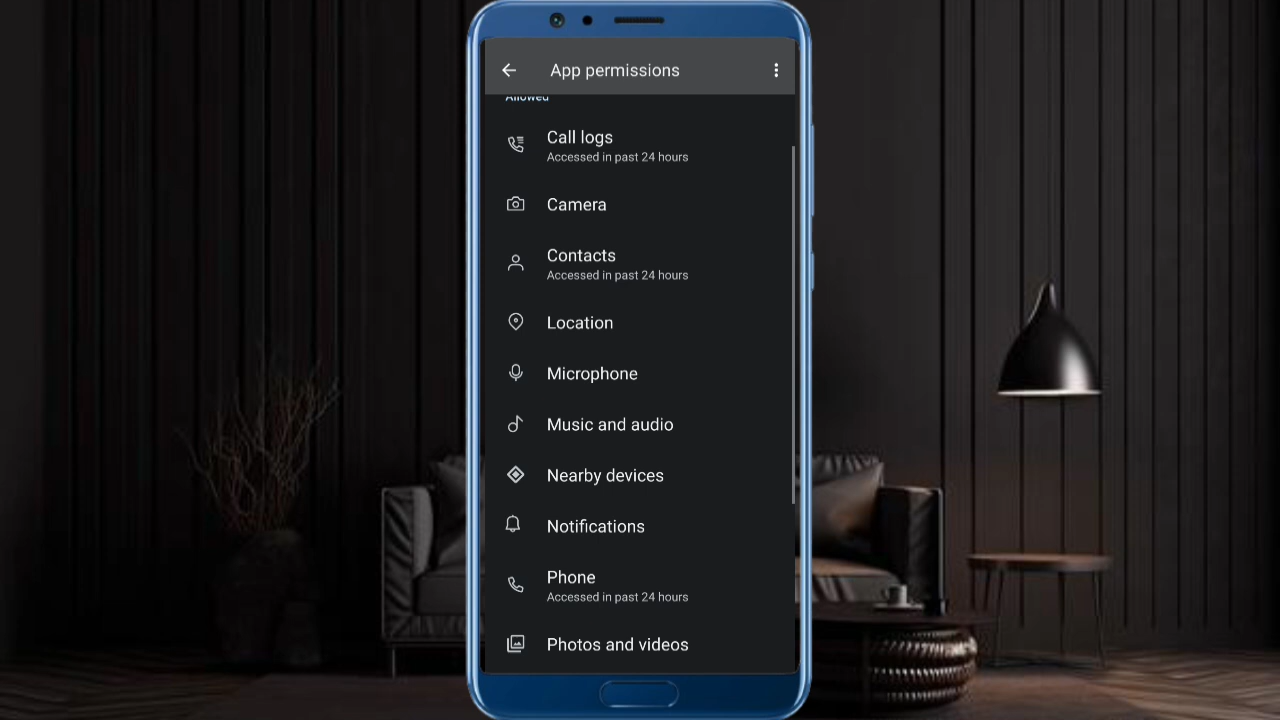 App permissions
Allowed
Call logs
Accessed in past 24 hours
Camera
Contacts
Accessed in past 24 hours
Location
Microphone
Music and audio
Nearby devices
Notifications
Phone
Accessed in past 24 hours
Photos and videos